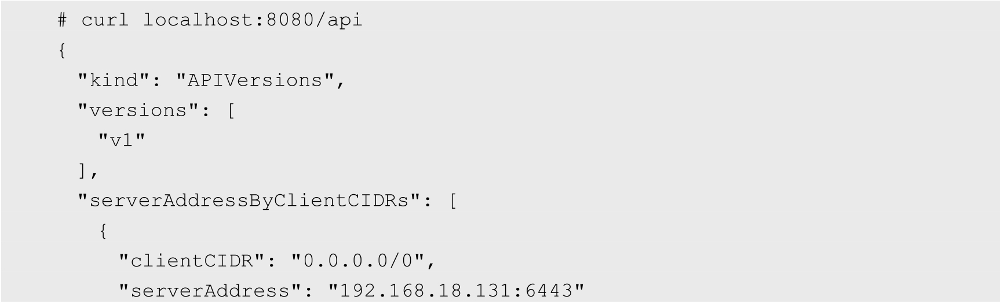 # curl localhost:8080/api
{
  "kind": "APIVersions",
  "versions": [
    "v1"
  ],
  "serverAddressByClientCIDRs": [
    {
      "clientCIDR": "0.0.0.0/0",
      "serverAddress": "192.168.18.131:6443"